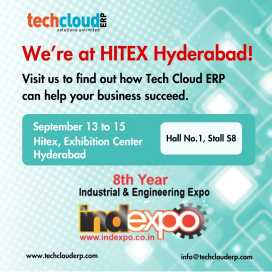 techcloud ERP
solutions unlimited
We're at HITEX Hyderabad!
Visit us to find out how Tech Cloud ERP
can help your business succeed.
September 13 to 15
Hitex, Exhibition Center
Hyderabad
Hall No.1, Stall S8
8th Year
Industrial & Engineering Expo
indexpo
www.indexpo.co.in
www.techclouderp.com
info@techclouderp.com